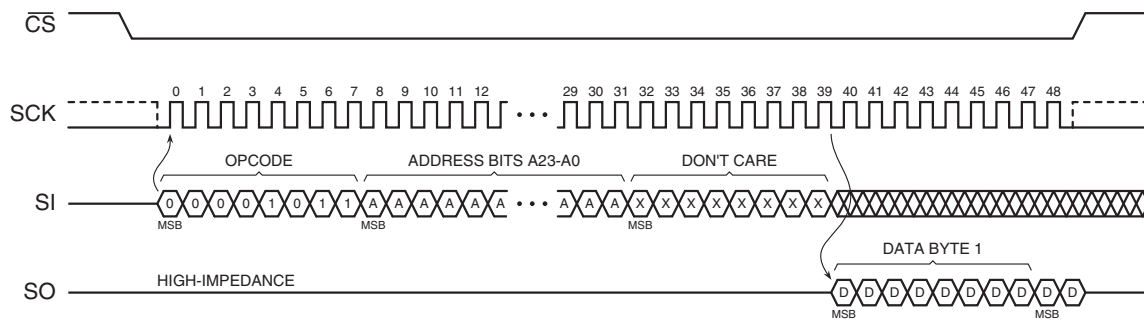 CS
SCK
0 1 2 3 4 5 6 7 8 9 10 11 12 29 30 31 32 33 34 35 36 37 38 39 40 41 42 43 44 45 46 47 48
OPCODE ADDRESS BITS A23-A0 DON'T CARE
SI
0 0 0 0 1 0 1 1 A A A A A A A A A X X X X X X X X
MSB MSB MSB
DATA BYTE 1
HIGH-IMPEDANCE
SO
D D D D D D D D D D
MSB MSB